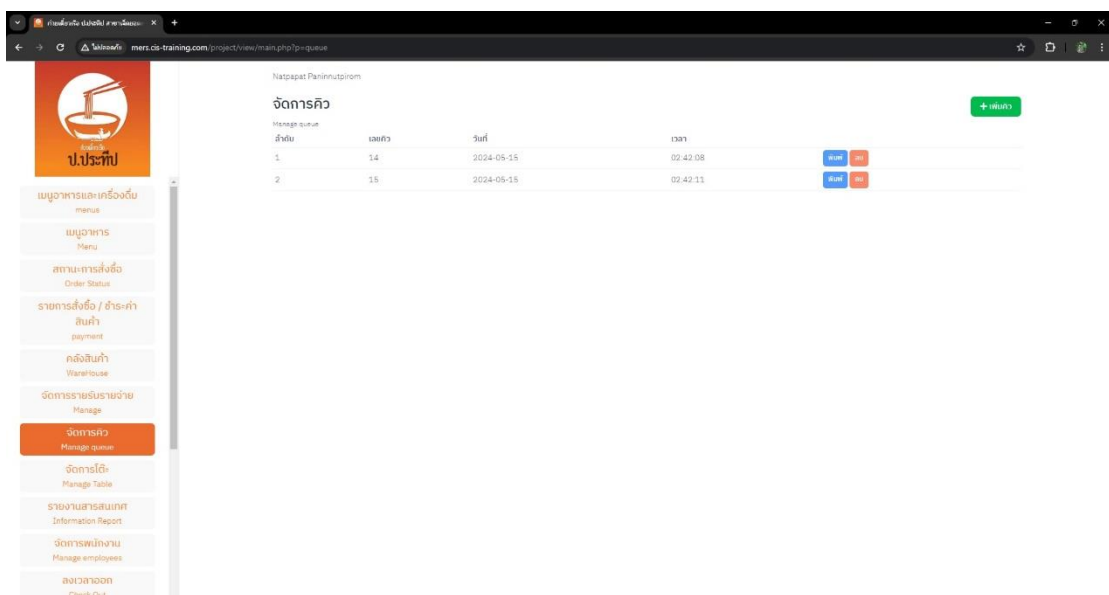 ไม่ปลอดภัย mers.cis-training.com/project/view/main.php?p=queue
ป.ประทีป
Natpapat Paninnutpirom
จัดการคิว
+ เพิ่มคิว
Manage queue
ลำดับ เลขคิว วันที่ เวลา
1 14 2024-05-15 02:42:08 พิมพ์ ลบ
2 15 2024-05-15 02:42:11 พิมพ์ ลบ
เมนูอาหารและเครื่องดื่ม
menus
เมนูอาหาร
Menu
สถานะการสั่งซื้อ
Order Status
รายการสั่งซื้อ / ชำระค่า
สินค้า
payment
คลังสินค้า
WareHouse
จัดการรายรับรายจ่าย
Manage
จัดการคิว
Manage queue
จัดการโต๊ะ
Manage Table
รายงานสารสนเทศ
Information Report
จัดการพนักงาน
Manage employees
ลงเวลาออก
Check Out